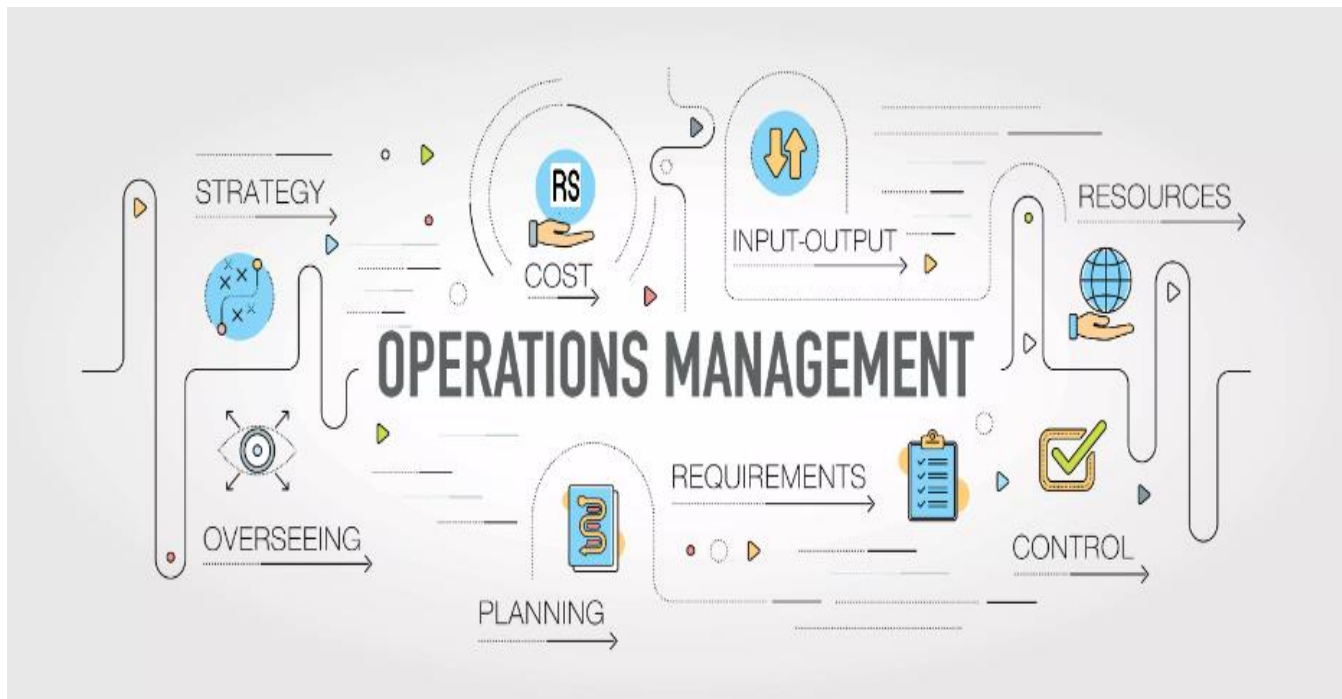 STRATEGY
RS
COST
INPUT-OUTPUT
RESOURCES
OPERATIONS MANAGEMENT
OVERSEEING
PLANNING
REQUIREMENTS
CONTROL